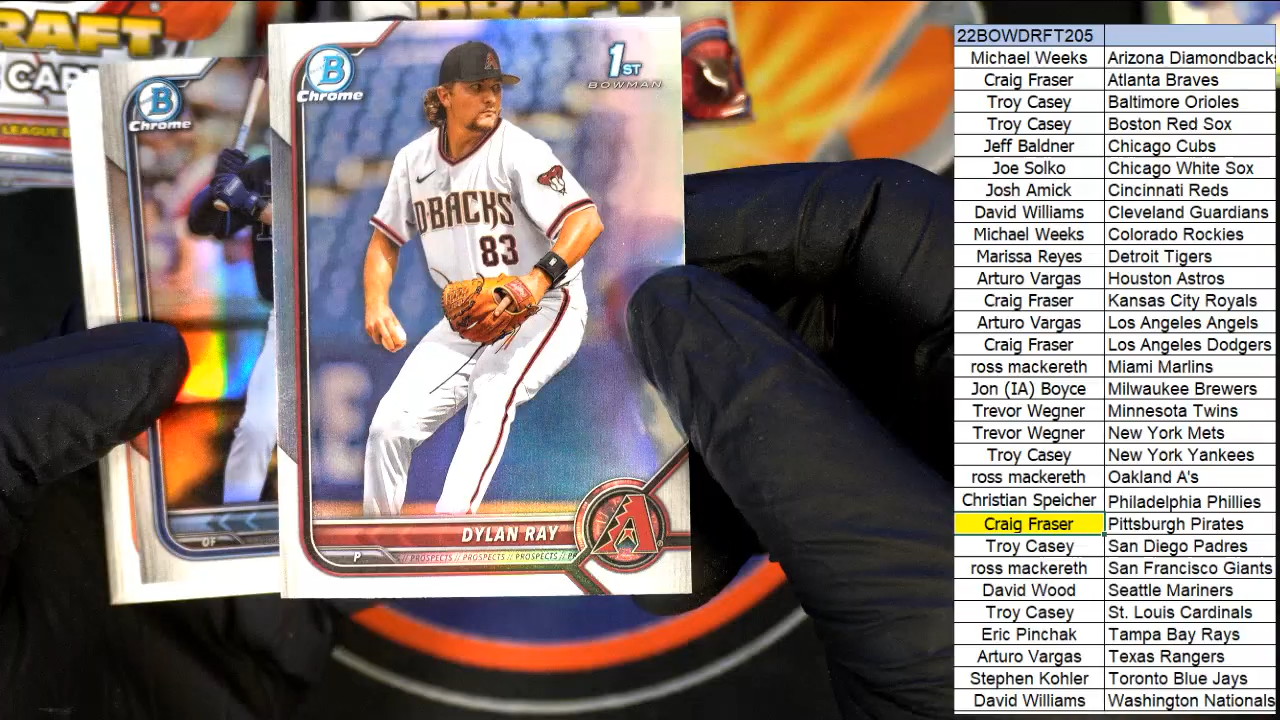 DRAFT
CAR
LEAGUE B
B
Chrome
OF
B
Chrome
1ST
BOWMAN
D-BACKS
83
DYLAN RAY
P
PROSPECTS // PROSPECTS // PROSPECTS // P
22BOWDRFT205
Michael Weeks Arizona Diamondbacks
Craig Fraser Atlanta Braves
Troy Casey Baltimore Orioles
Troy Casey Boston Red Sox
Jeff Baldner Chicago Cubs
Joe Solko Chicago White Sox
Josh Amick Cincinnati Reds
David Williams Cleveland Guardians
Michael Weeks Colorado Rockies
Marissa Reyes Detroit Tigers
Arturo Vargas Houston Astros
Craig Fraser Kansas City Royals
Arturo Vargas Los Angeles Angels
Craig Fraser Los Angeles Dodgers
ross mackereth Miami Marlins
Jon (IA) Boyce Milwaukee Brewers
Trevor Wegner Minnesota Twins
Trevor Wegner New York Mets
Troy Casey New York Yankees
ross mackereth Oakland A's
Christian Speicher Philadelphia Phillies
Craig Fraser Pittsburgh Pirates
Troy Casey San Diego Padres
ross mackereth San Francisco Giants
David Wood Seattle Mariners
Troy Casey St. Louis Cardinals
Eric Pinchak Tampa Bay Rays
Arturo Vargas Texas Rangers
Stephen Kohler Toronto Blue Jays
David Williams Washington Nationals